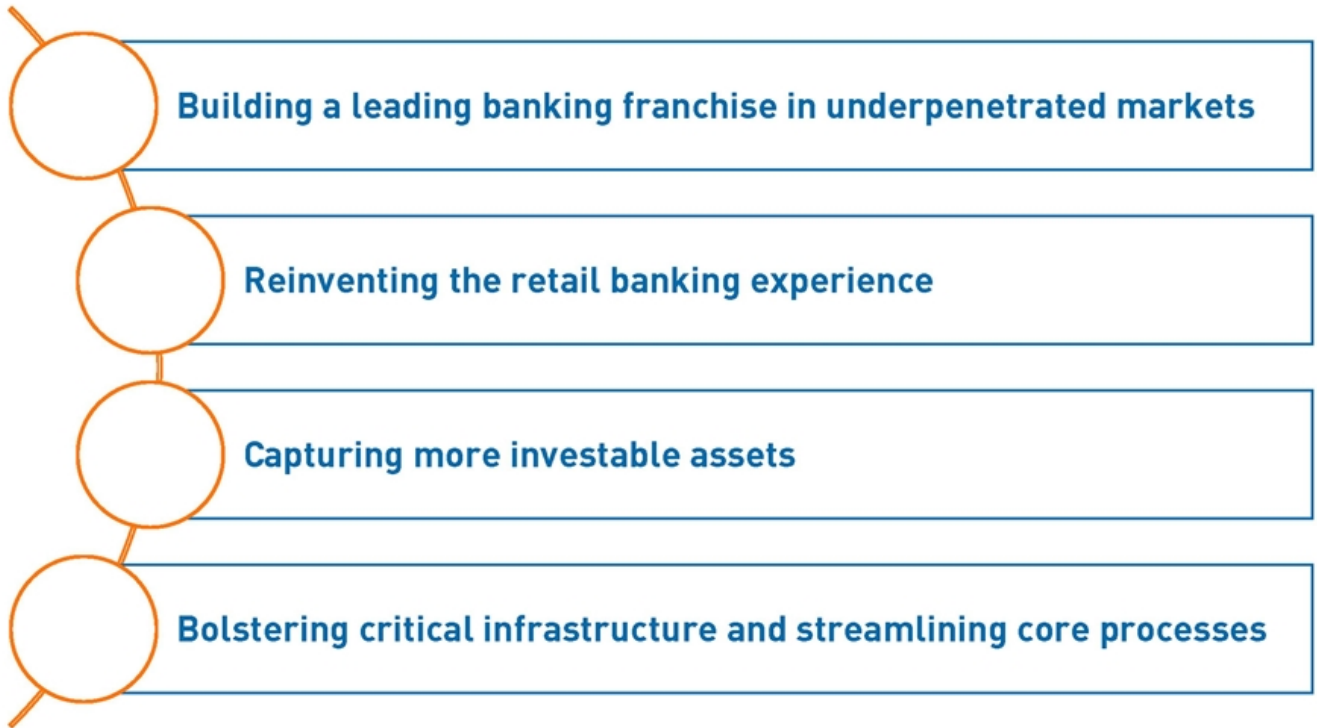 Building a leading banking franchise in underpenetrated markets
Reinventing the retail banking experience
Capturing more investable assets
Bolstering critical infrastructure and streamlining core processes